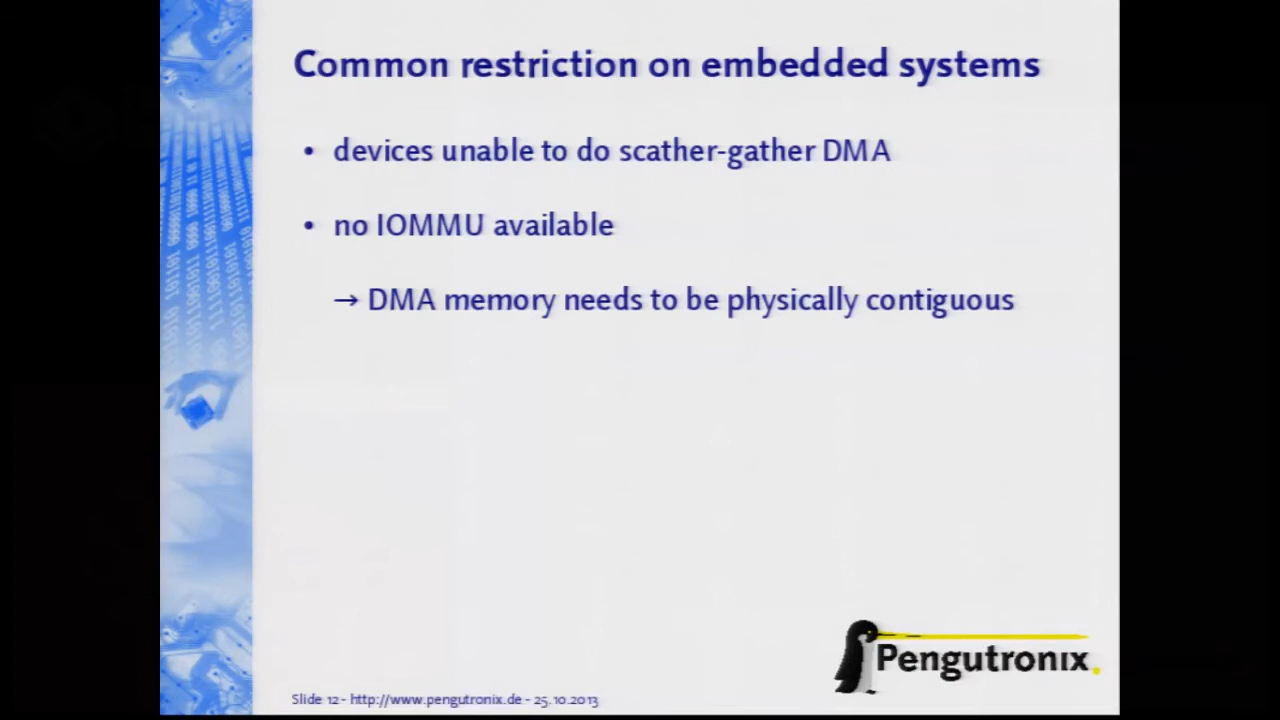 Common restriction on embedded systems
• devices unable to do scather-gather DMA
• no IOMMU available
→ DMA memory needs to be physically contiguous
Pengutronix.
Slide 12 - http://www.pengutronix.de - 25.10.2013